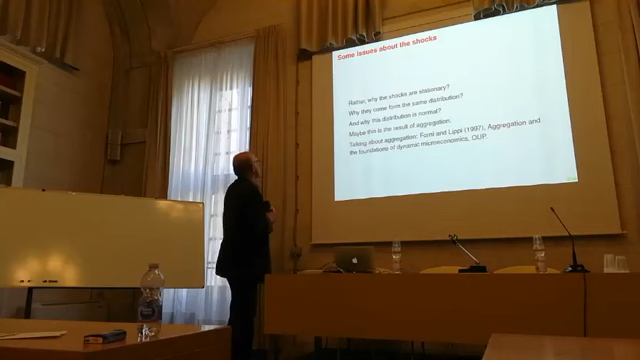 Some issues about the shocks
Rather, why the shocks are stationary?
Why they come form the same distribution?
And why this distribution is normal?
Maybe this is the result of aggregation.
Talking about aggregation: Forni and Lippi (1997), Aggregation and
the foundations of dynamic microeconomics, OUP.